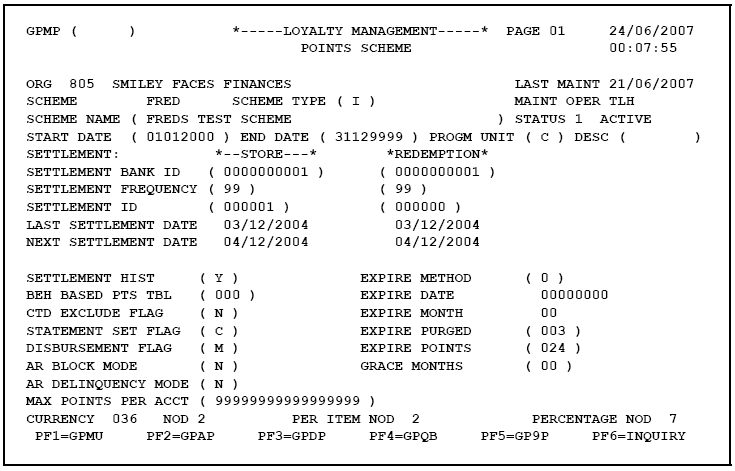 GPMP (       )            *-----LOYALTY MANAGEMENT-----*  PAGE 01      24/06/2007
POINTS SCHEME                         00:07:55
ORG  805  SMILEY FACES FINANCES                            LAST MAINT 21/06/2007
SCHEME         FRED       SCHEME TYPE ( I )                MAINT OPER TLH
SCHEME NAME ( FREDS TEST SCHEME                          ) STATUS 1  ACTIVE
START DATE  ( 01012000 ) END DATE ( 31129999 ) PROGM UNIT ( C ) DESC (         )
SETTLEMENT:             *--STORE---*         *REDEMPTION*
SETTLEMENT BANK ID   ( 0000000001 )       ( 0000000001 )
SETTLEMENT FREQUENCY ( 99 )               ( 99 )
SETTLEMENT ID        ( 000001 )           ( 000000 )
LAST SETTLEMENT DATE   03/12/2004           03/12/2004
NEXT SETTLEMENT DATE   04/12/2004           04/12/2004
SETTLEMENT HIST     ( Y )               EXPIRE METHOD       ( 0 )
BEH BASED PTS TBL   ( 000 )             EXPIRE DATE           00000000
CTD EXCLUDE FLAG    ( N )               EXPIRE MONTH          00
STATEMENT SET FLAG  ( C )               EXPIRE PURGED       ( 003 )
DISBURSEMENT FLAG   ( M )               EXPIRE POINTS       ( 024 )
AR BLOCK MODE       ( N )               GRACE MONTHS        ( 00 )
AR DELINQUENCY MODE ( N )
MAX POINTS PER ACCT ( 99999999999999999 )
CURRENCY  036   NOD 2          PER ITEM NOD  2             PERCENTAGE NOD  7
PF1=GPMU     PF2=GPAP     PF3=GPDP     PF4=GPQB     PF5=GP9P     PF6=INQUIRY